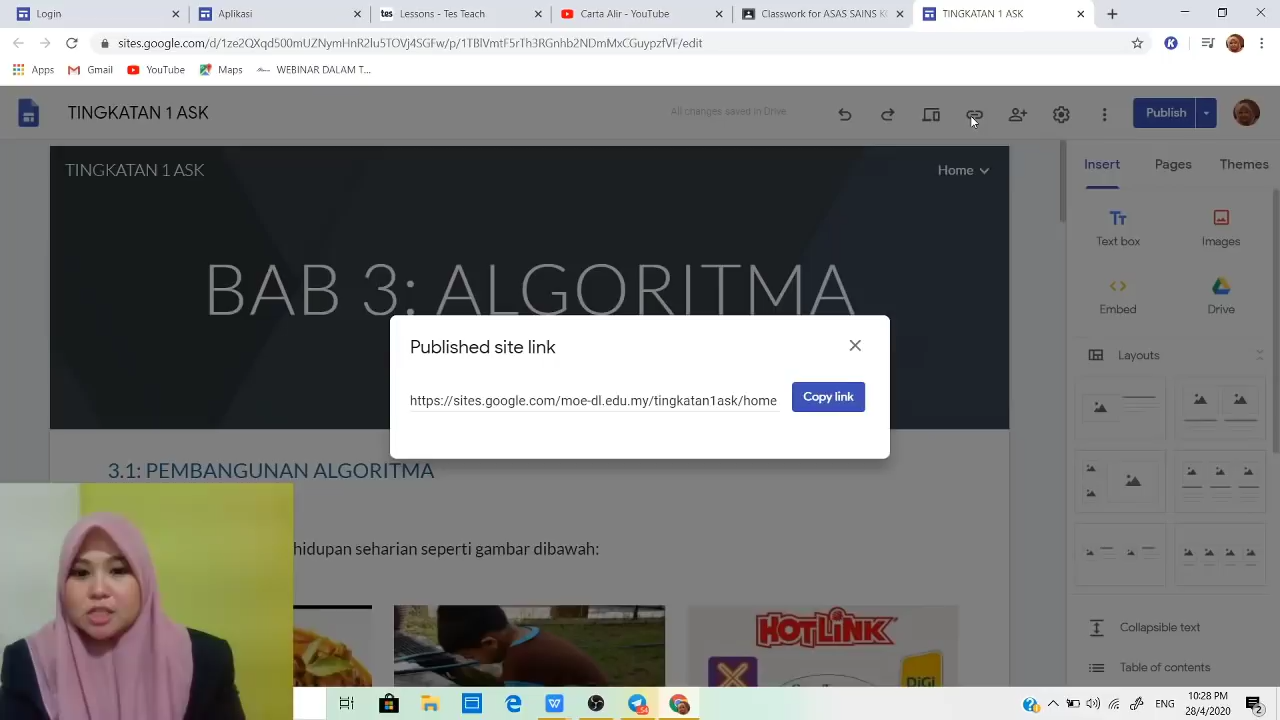 Login
Aplikasi
tes Lessons - Tes Teach
Carta Alir - YouTube
Classwork for ASAS SAINS K
TINGKATAN 1 ASK
sites.google.com/d/1ze2QXqd500mUZNymHnR2Iu5TOVj4SGFw/p/1TBlVmtF5rTh3RGnhb2NDmMxCGuypzfVF/edit
Apps
Gmail
YouTube
Maps
WEBINAR DALAM T...
TINGKATAN 1 ASK
All changes saved in Drive.
Publish
TINGKATAN 1 ASK
Home
Insert
Pages
Themes
BAB 3: ALGORITMA
Text box
Images
Embed
Drive
Published site link
https://sites.google.com/moe-dl.edu.my/tingkatan1ask/home
Copy link
Layouts
3.1: PEMBANGUNAN ALGORITMA
hidupan seharian seperti gambar dibawah:
HOTLINK
DiGi
Collapsible text
Table of contents
ENG
10:28 PM
28/4/2020
2